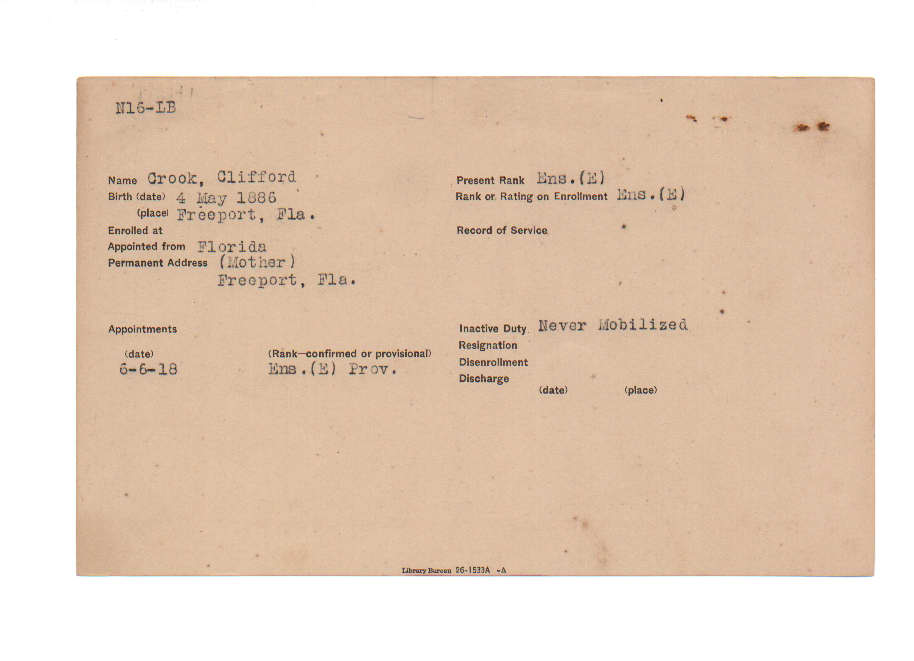 N16-LB
Name Crook, Clifford
Birth (date) 4 May 1886
(place) Freeport, Fla.
Enrolled at
Appointed from Florida
Permanent Address (Mother)
Freeport, Fla.
Present Rank Ens.(E)
Rank or Rating on Enrollment Ens.(E)
Record of Service
Appointments
(date) (Rank—confirmed or provisional)
6-6-18 Ens.(E) Prov.
Inactive Duty Never Mobilized
Resignation
Disenrollment
Discharge
(date) (place)
Library Bureau 26-1533A -A